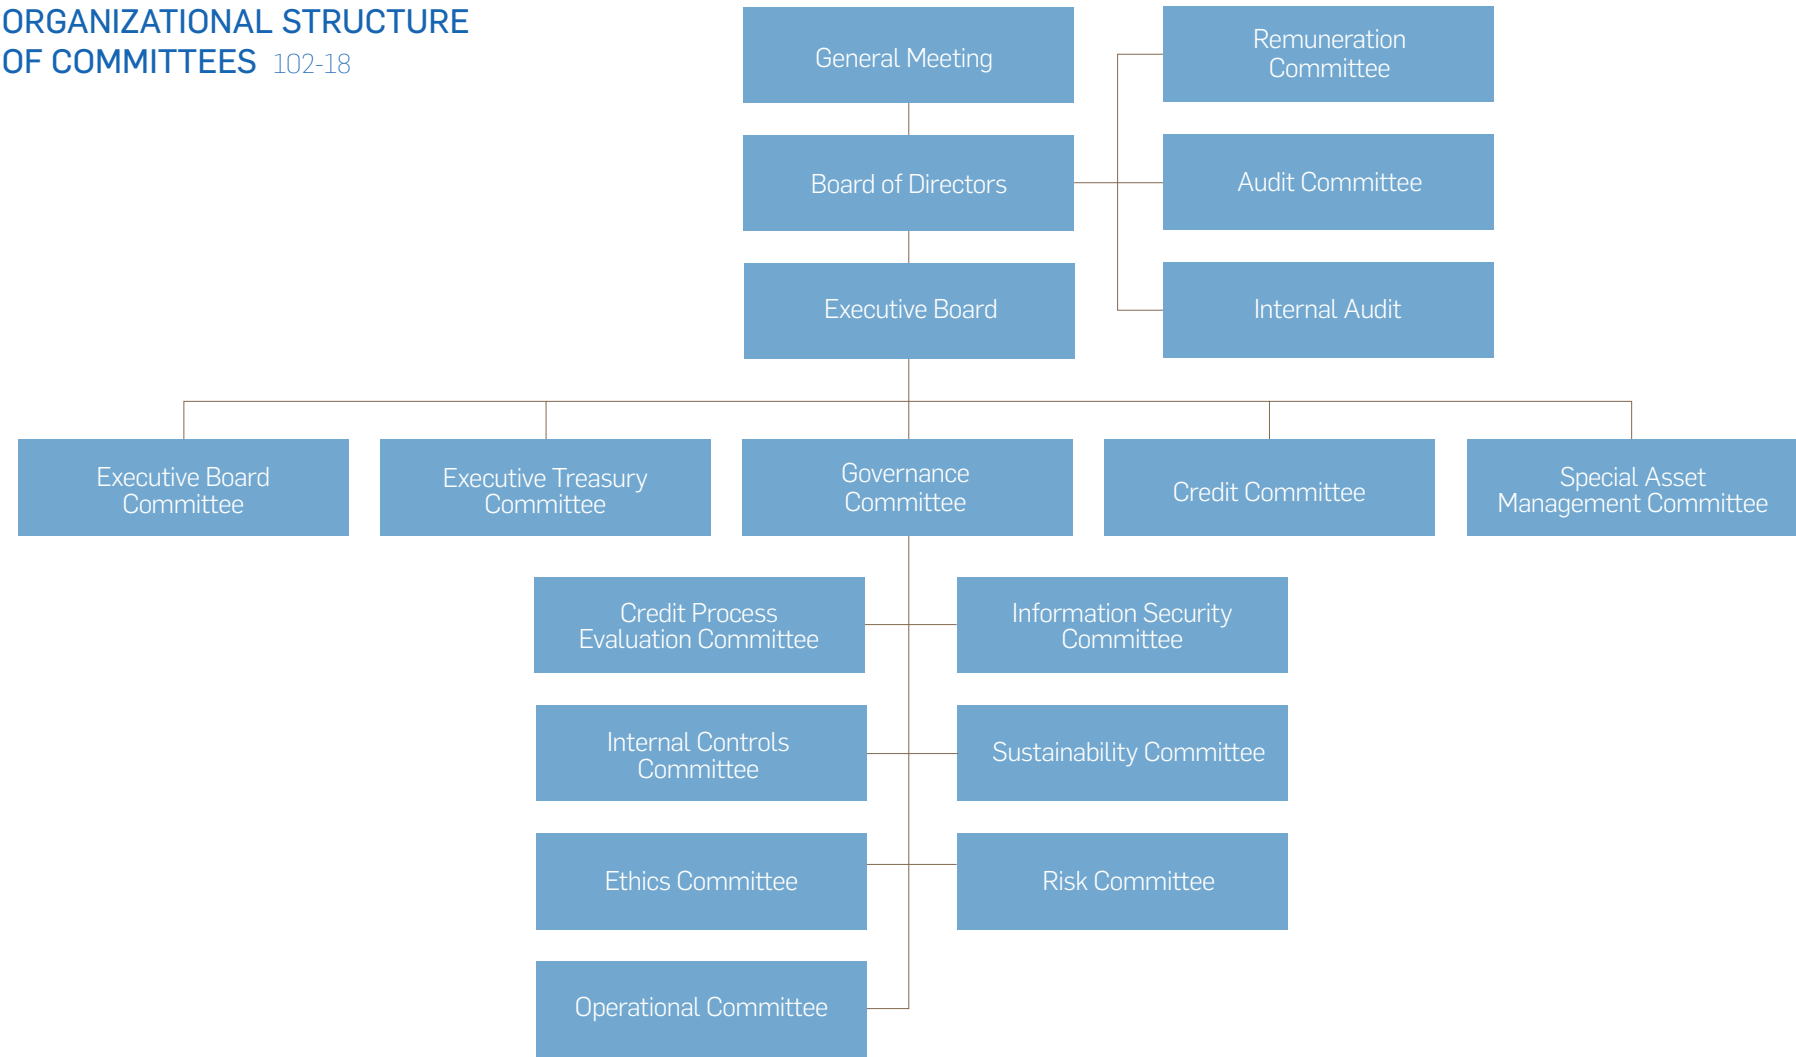 ORGANIZATIONAL STRUCTURE
OF COMMITTEES 102-18
General Meeting
Remuneration
Committee
Board of Directors
Audit Committee
Executive Board
Internal Audit
Executive Board
Committee
Executive Treasury
Committee
Governance
Committee
Credit Committee
Special Asset
Management Committee
Credit Process
Evaluation Committee
Information Security
Committee
Internal Controls
Committee
Sustainability Committee
Ethics Committee
Risk Committee
Operational Committee